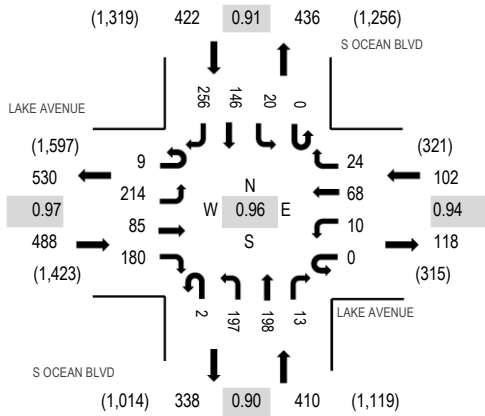 (1,319) 422 0.91 436 (1,256)
S OCEAN BLVD
256 146 20 0
LAKE AVENUE
(1,597) (321)
530 9 24 102
214 N 68
0.97 W 0.96 E 0.94
85 S 10
488 180 0 118
(1,423) (315)
2 197 198 13
LAKE AVENUE
S OCEAN BLVD
(1,014) 338 0.90 410 (1,119)